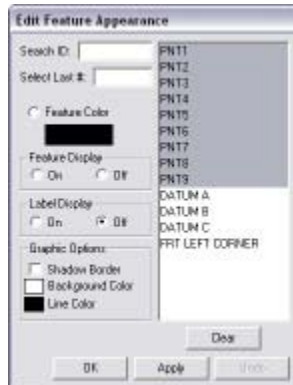 Edit Feature Appearance
Search ID:
Select Last #:
Feature Color
Feature Display
On Off
Label Display
On Off
Graphic Options
Shadow Border
Background Color
Line Color
PNT1
PNT2
PNT3
PNT4
PNT5
PNT6
PNT7
PNT8
PNT9
DATUM A
DATUM B
DATUM C
FRT LEFT CORNER
Clear
OK Apply Undo